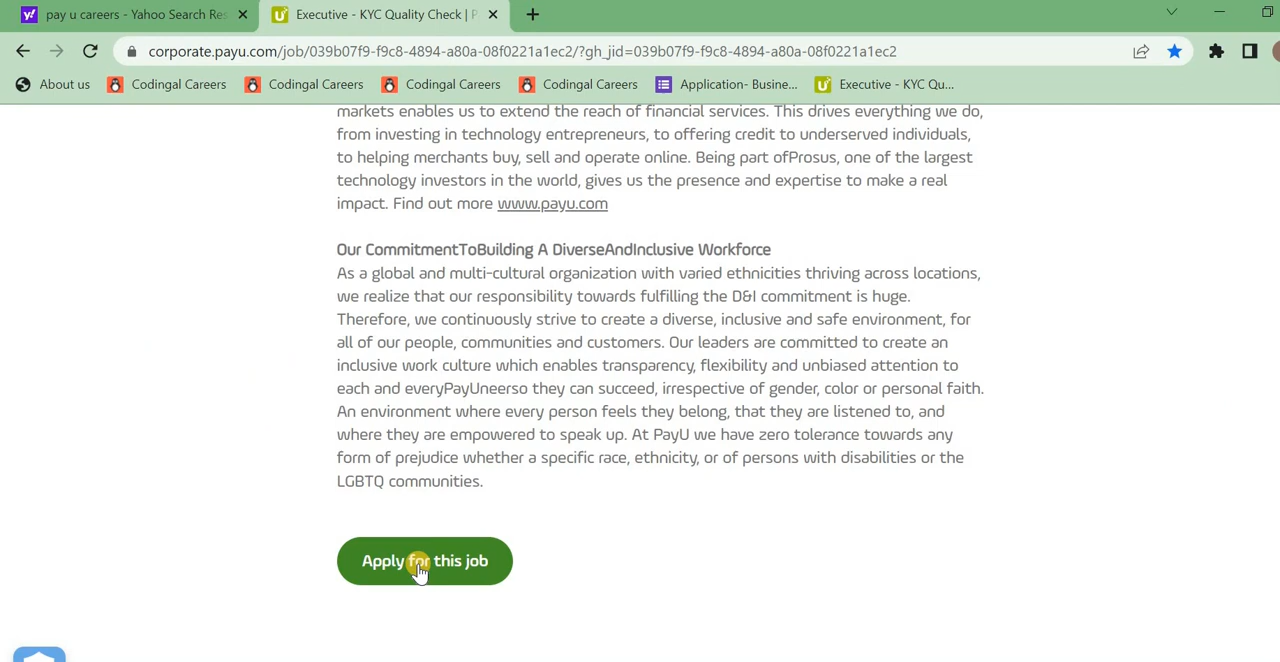 pay u careers - Yahoo Search Res
Executive - KYC Quality Check | P
corporate.payu.com/job/039b07f9-f9c8-4894-a80a-08f0221a1ec2/?gh_jid=039b07f9-f9c8-4894-a80a-08f0221a1ec2
About us Codingal Careers Codingal Careers Codingal Careers Codingal Careers Application- Busine... Executive - KYC Qu...
markets enables us to extend the reach of financial services. This drives everything we do,
from investing in technology entrepreneurs, to offering credit to underserved individuals,
to helping merchants buy, sell and operate online. Being part ofProsus, one of the largest
technology investors in the world, gives us the presence and expertise to make a real
impact. Find out more www.payu.com
Our CommitmentToBuilding A DiverseAndInclusive Workforce
As a global and multi-cultural organization with varied ethnicities thriving across locations,
we realize that our responsibility towards fulfilling the D&I commitment is huge.
Therefore, we continuously strive to create a diverse, inclusive and safe environment, for
all of our people, communities and customers. Our leaders are committed to create an
inclusive work culture which enables transparency, flexibility and unbiased attention to
each and everyPayUneerso they can succeed, irrespective of gender, color or personal faith.
An environment where every person feels they belong, that they are listened to, and
where they are empowered to speak up. At PayU we have zero tolerance towards any
form of prejudice whether a specific race, ethnicity, or of persons with disabilities or the
LGBTQ communities.
Apply for this job